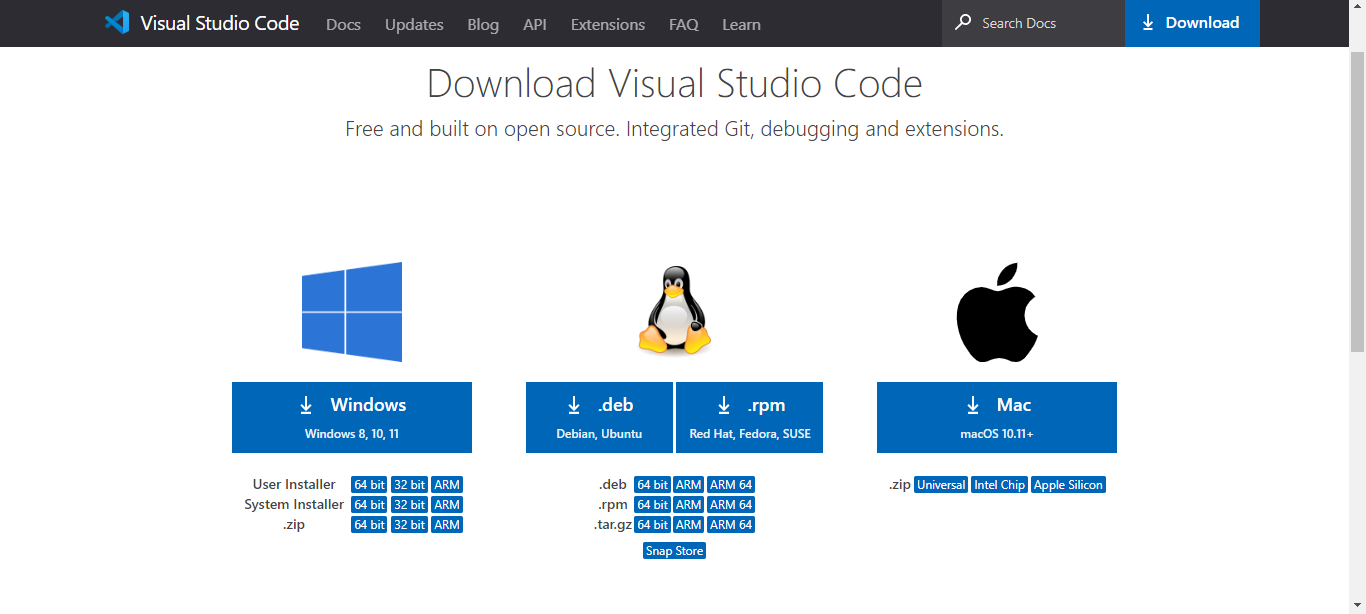 Visual Studio Code Docs Updates Blog API Extensions FAQ Learn Search Docs Download
Download Visual Studio Code
Free and built on open source. Integrated Git, debugging and extensions.
Windows
Windows 8, 10, 11
User Installer 64 bit 32 bit ARM
System Installer 64 bit 32 bit ARM
.zip 64 bit 32 bit ARM
.deb
Debian, Ubuntu
.rpm
Red Hat, Fedora, SUSE
.deb 64 bit ARM ARM 64
.rpm 64 bit ARM ARM 64
.tar.gz 64 bit ARM ARM 64
Snap Store
Mac
macOS 10.11+
.zip Universal Intel Chip Apple Silicon